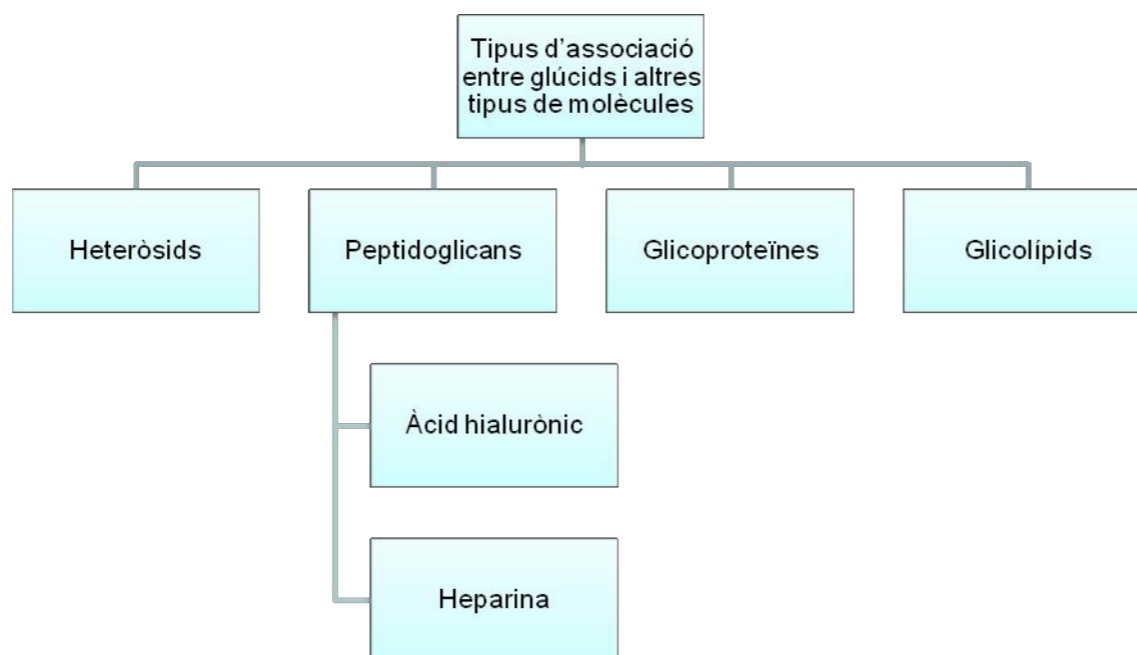 Tipus d'associació
entre glúcids i altres
tipus de molècules
Heteròsids
Peptidoglicans
Glicoproteïnes
Glicolípids
Àcid hialurònic
Heparina